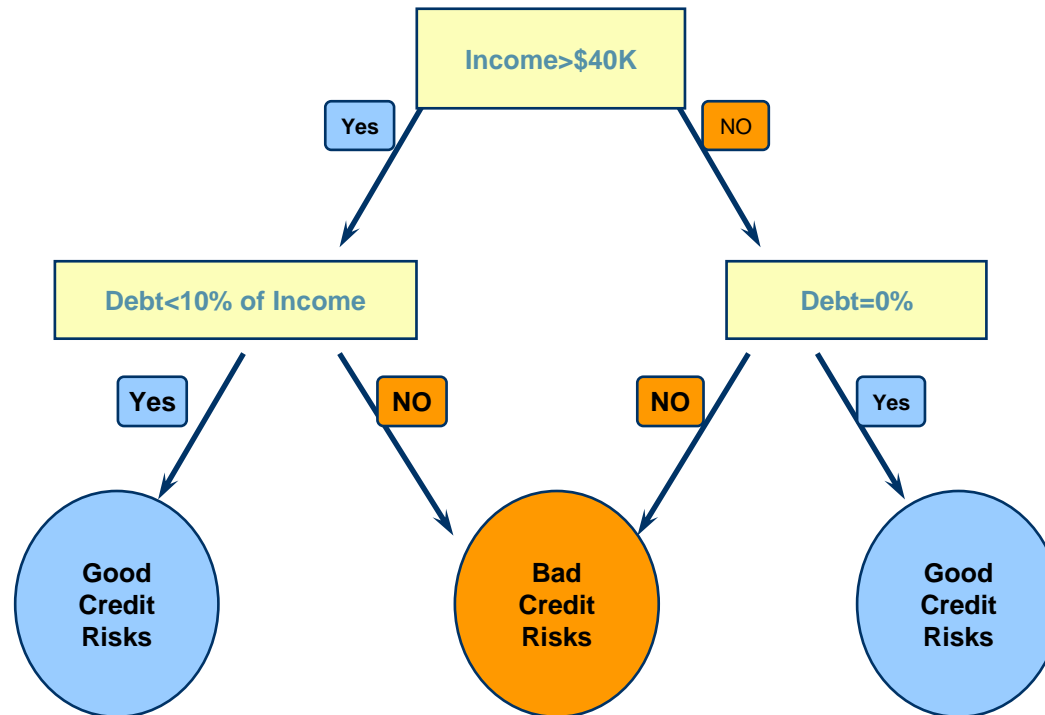 Income>$40K
Yes
NO
Debt<10% of Income
Debt=0%
Yes
NO
NO
Yes
Good
Credit
Risks
Bad
Credit
Risks
Good
Credit
Risks